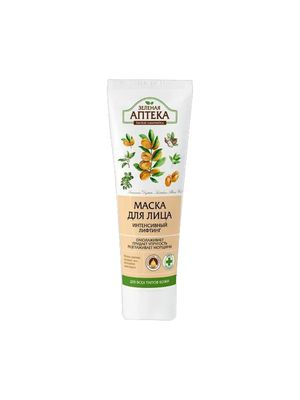 ЗЕЛЕНАЯ
АПТЕКА
МАСКА
ДЛЯ ЛИЦА
ИНТЕНСИВНЫЙ
ЛИФТИНГ
ОМОЛАЖИВАЕТ
ПРИДАЕТ УПРУГОСТЬ
РАЗГЛАЖИВАЕТ МОРЩИНЫ
ДЛЯ ВСЕХ ТИПОВ КОЖИ